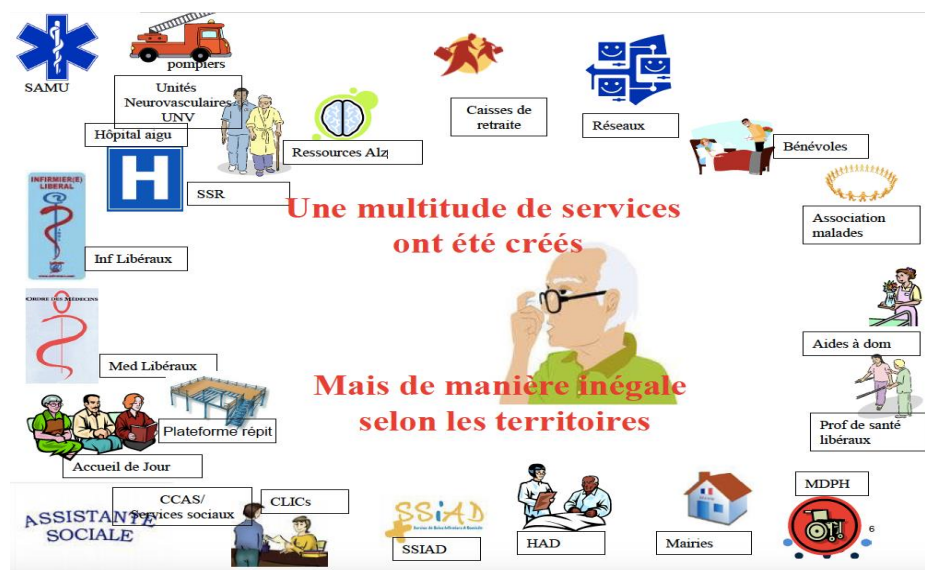 SAMU
pompiers
Unités
Neurovasculaires
UNV
Hôpital aigu
H
SSR
Ressources Alz
Caisses de
retraite
Réseaux
Bénévoles
Association
malades
Une multitude de services
ont été créés
INFIRMIER(E)
LIBERAL
Inf Libéraux
ORDRE DES MÉDECINS
Med Libéraux
Aides à dom
Mais de manière inégale
selon les territoires
Prof de santé
libéraux
Plateforme répit
Accueil de Jour
CCAS/
Services sociaux
ASSISTANTE
SOCIALE
CLICs
SSiAD
SSIAD
HAD
Mairies
MDPH
6